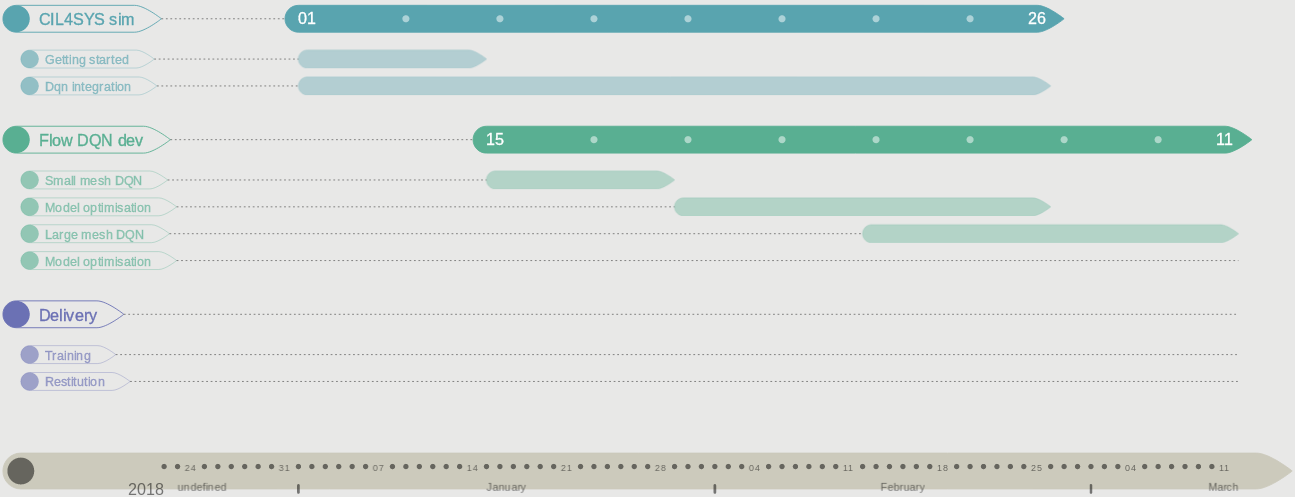 CIL4SYS sim 01 26
Getting started
Dqn integration
Flow DQN dev 15 11
Small mesh DQN
Model optimisation
Large mesh DQN
Model optimisation
Delivery
Training
Restitution
24 31 07 14 21 28 04 11 18 25 04 11
2018 undefined January February March